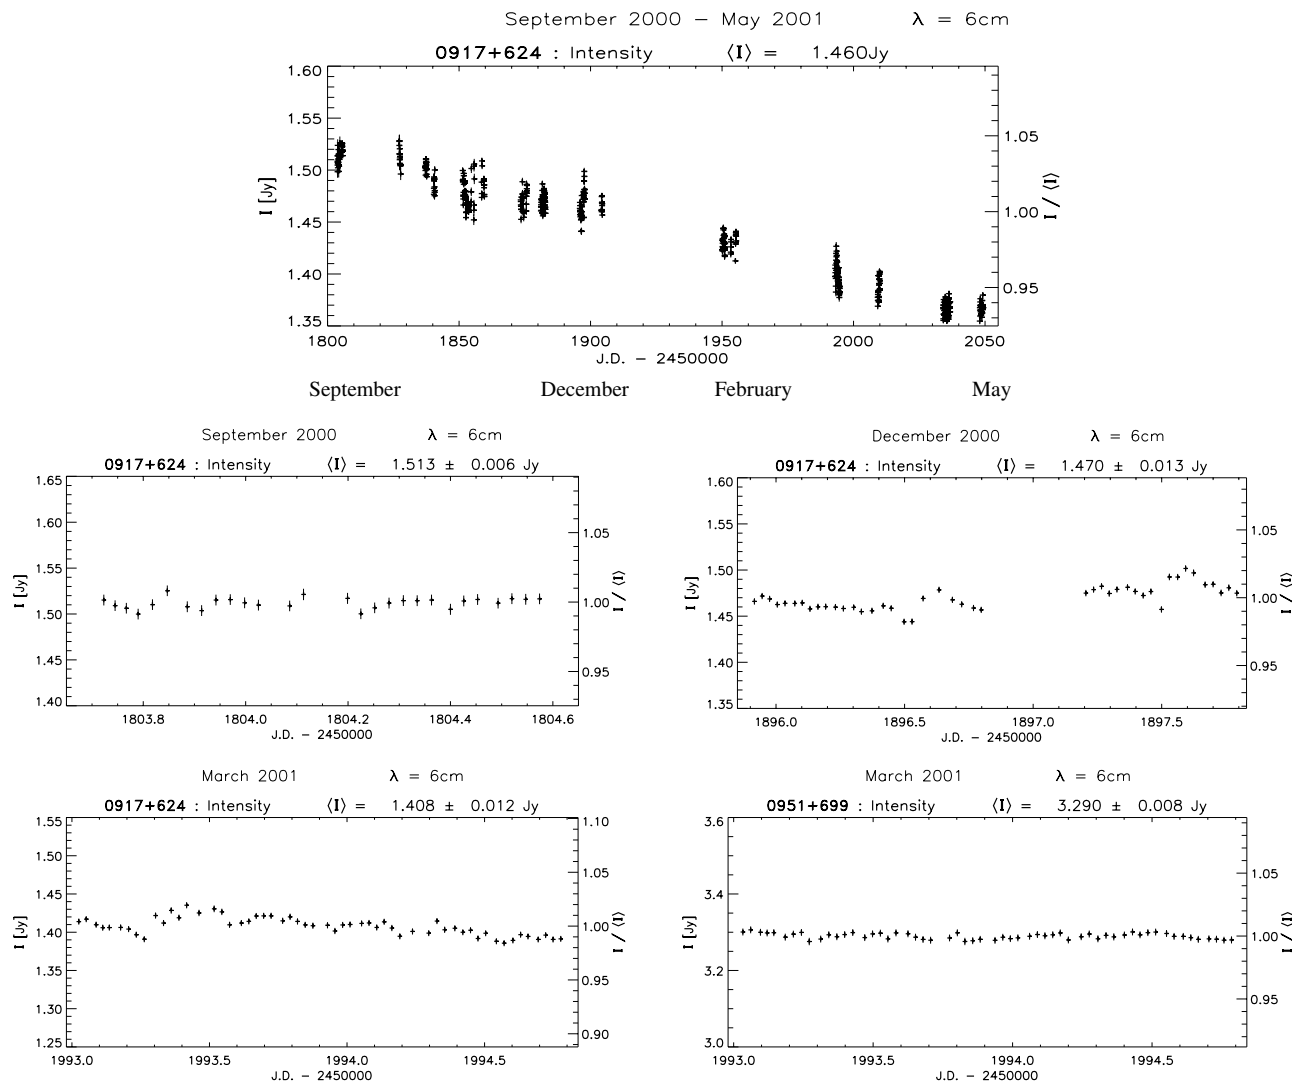 September 2000 – May 2001 λ = 6cm
0917+624 : Intensity ⟨I⟩ = 1.460Jy
1.60
1.55
1.50
1.45
1.40
1.35
I [Jy]
1.05
1.00
0.95
I / ⟨I⟩
1800 1850 1900 1950 2000 2050
J.D. – 2450000
September December February May
September 2000 λ = 6cm
0917+624 : Intensity ⟨I⟩ = 1.513 ± 0.006 Jy
1.65
1.60
1.55
1.50
1.45
1.40
I [Jy]
1.05
1.00
0.95
I / ⟨I⟩
1803.8 1804.0 1804.2 1804.4 1804.6
J.D. – 2450000
December 2000 λ = 6cm
0917+624 : Intensity ⟨I⟩ = 1.470 ± 0.013 Jy
1.60
1.55
1.50
1.45
1.40
1.35
I [Jy]
1.05
1.00
0.95
I / ⟨I⟩
1896.0 1896.5 1897.0 1897.5
J.D. – 2450000
March 2001 λ = 6cm
0917+624 : Intensity ⟨I⟩ = 1.408 ± 0.012 Jy
1.55
1.50
1.45
1.40
1.35
1.30
1.25
I [Jy]
1.10
1.05
1.00
0.95
0.90
I / ⟨I⟩
1993.0 1993.5 1994.0 1994.5
J.D. – 2450000
March 2001 λ = 6cm
0951+699 : Intensity ⟨I⟩ = 3.290 ± 0.008 Jy
3.6
3.4
3.2
3.0
I [Jy]
1.05
1.00
0.95
I / ⟨I⟩
1993.0 1993.5 1994.0 1994.5
J.D. – 2450000